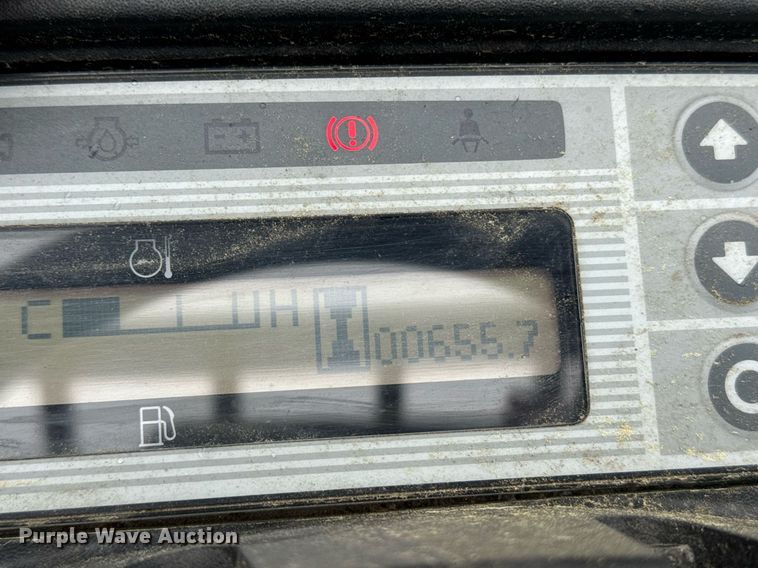 C H
00655.7
Purple Wave Auction